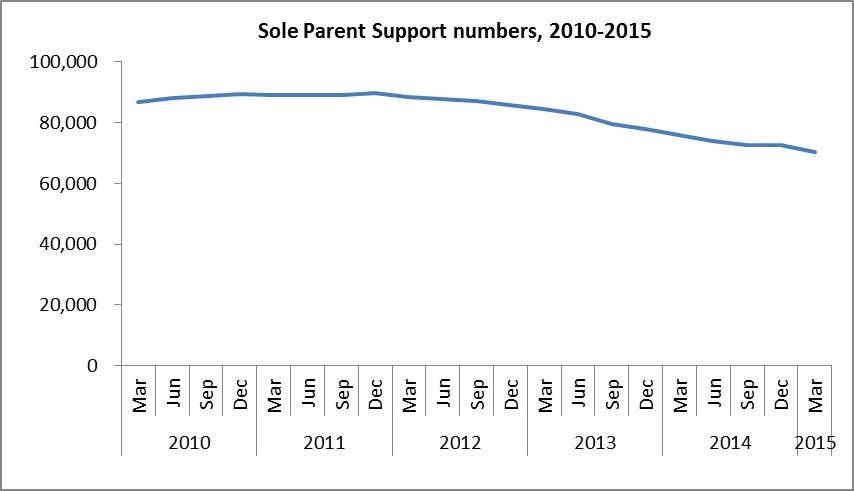 Sole Parent Support numbers, 2010-2015
100,000
80,000
60,000
40,000
20,000
0
Mar Jun Sep Dec Mar Jun Sep Dec Mar Jun Sep Dec Mar Jun Sep Dec Mar Jun Sep Dec Mar
2010 2011 2012 2013 2014 2015